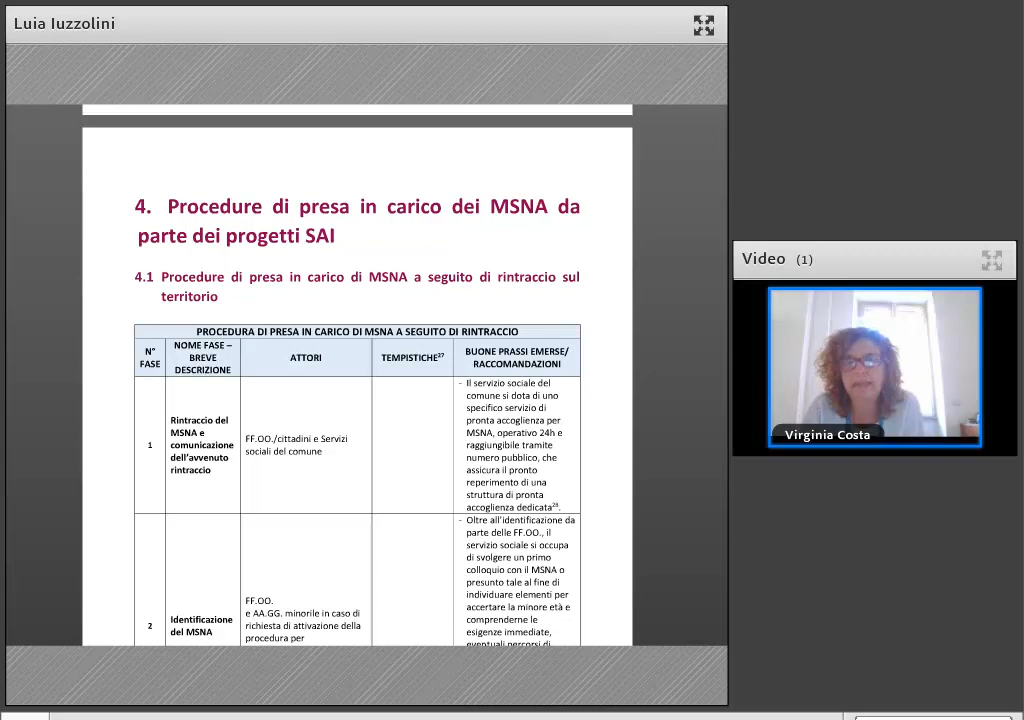 Luia Iuzzolini
4. Procedure di presa in carico dei MSNA da
parte dei progetti SAI
4.1 Procedure di presa in carico di MSNA a seguito di rintraccio sul
territorio
PROCEDURA DI PRESA IN CARICO DI MSNA A SEGUITO DI RINTRACCIO
N°
FASE
NOME FASE –
BREVE
DESCRIZIONE
ATTORI
TEMPISTICHE²⁷
BUONE PRASSI EMERSE/
RACCOMANDAZIONI
1
Rintraccio del
MSNA e
comunicazione
dell’avvenuto
rintraccio
FF.OO./cittadini e Servizi
sociali del comune
- Il servizio sociale del
comune si dota di uno
specifico servizio di
pronta accoglienza per
MSNA, operativo 24h e
raggiungibile tramite
numero pubblico, che
assicura il pronto
reperimento di una
struttura di pronta
accoglienza dedicata²⁸.
2
Identificazione
del MSNA
FF.OO.
e AA.GG. minorile in caso di
richiesta di attivazione della
procedura per
- Oltre all’identificazione da
parte delle FF.OO., il
servizio sociale si occupa
di svolgere un primo
colloquio con il MSNA o
presunto tale al fine di
individuare elementi per
accertare la minore età e
comprenderne le
esigenze immediate,
eventuali percorsi di
Video (1)
Virginia Costa